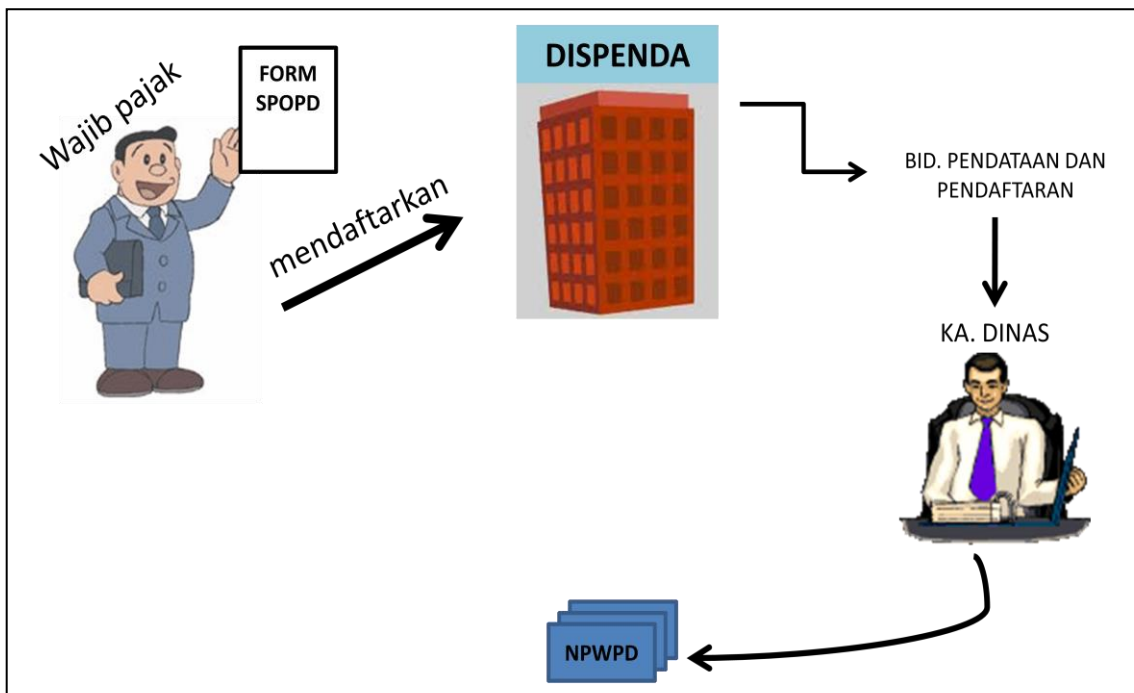 Wajib pajak
FORM
SPOPD
mendaftarkan
DISPENDA
BID. PENDATAAN DAN
PENDAFTARAN
KA. DINAS
NPWPD